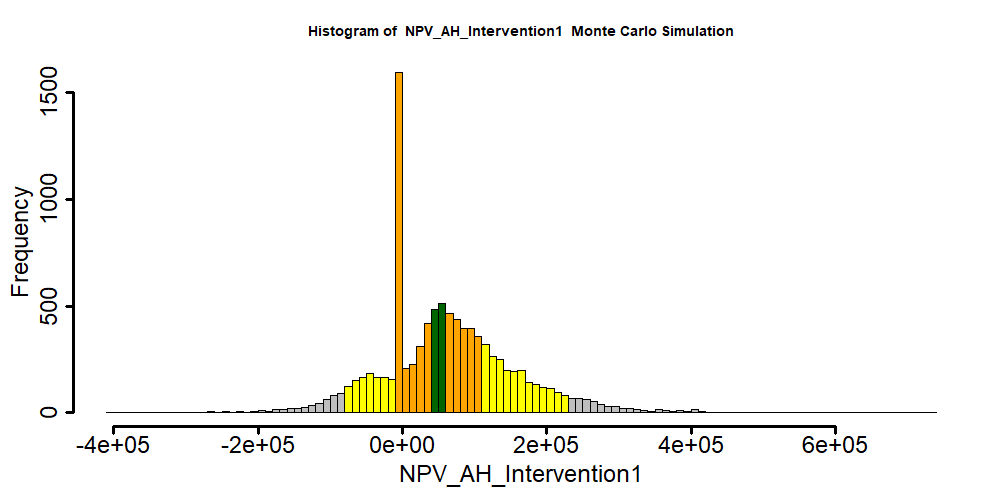 Histogram of  NPV_AH_Intervention1  Monte Carlo Simulation
1500
1000
500
0
Frequency
-4e+05 -2e+05 0e+00 2e+05 4e+05 6e+05
NPV_AH_Intervention1